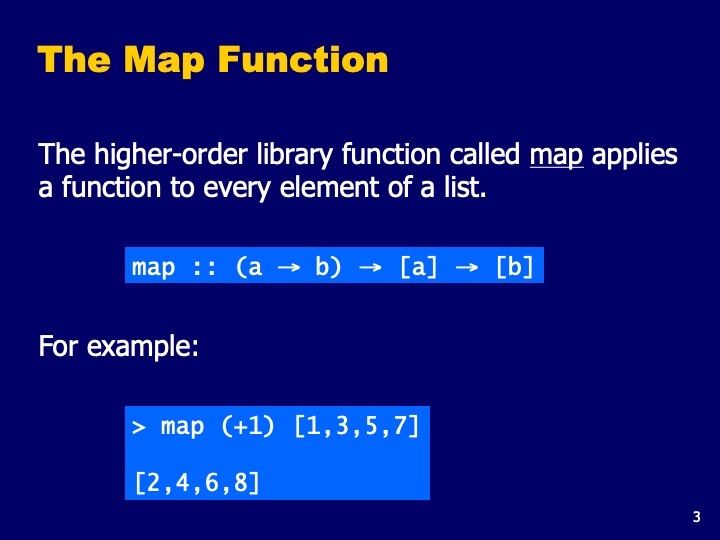 The Map Function
The higher-order library function called map applies
a function to every element of a list.
map :: (a → b) → [a] → [b]
For example:
> map (+1) [1,3,5,7]
[2,4,6,8]
3